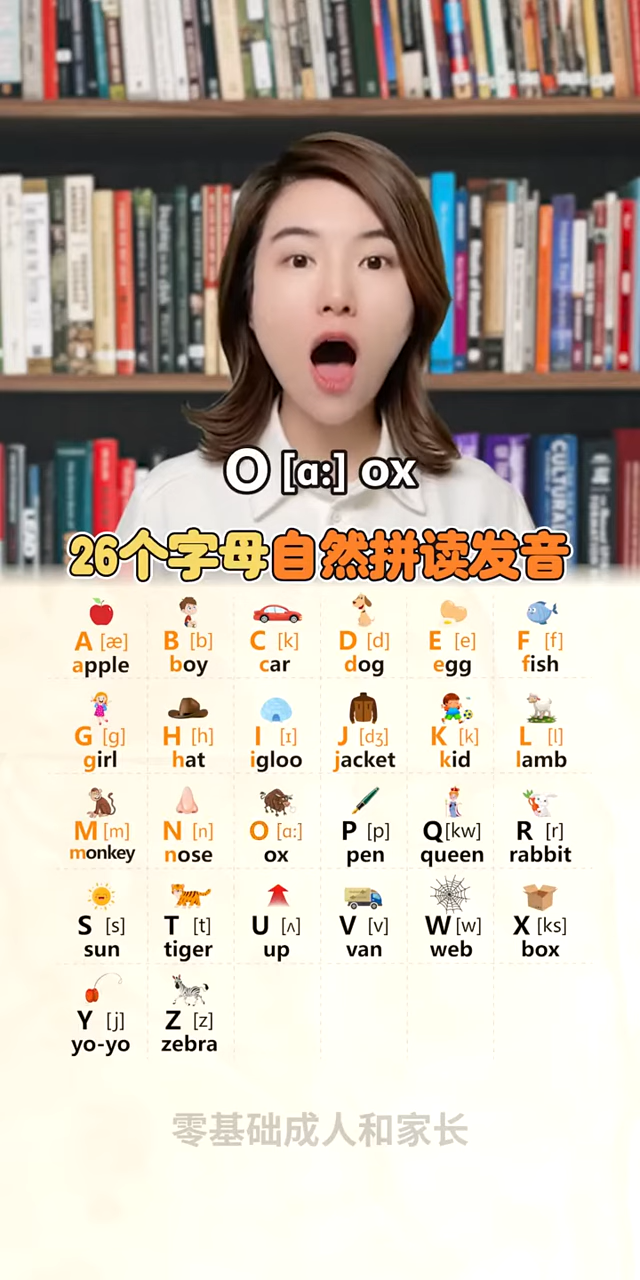 O [ɑ:] ox
26个字母自然拼读发音
A [æ] B [b] C [k] D [d] E [e] F [f]
apple boy car dog egg fish
G [g] H [h] I [ɪ] J [dʒ] K [k] L [l]
girl hat igloo jacket kid lamb
M [m] N [n] O [ɑ:] P [p] Q[kw] R [r]
monkey nose ox pen queen rabbit
S [s] T [t] U [ʌ] V [v] W [w] X [ks]
sun tiger up van web box
Y [j] Z [z]
yo-yo zebra
零基础成人和家长